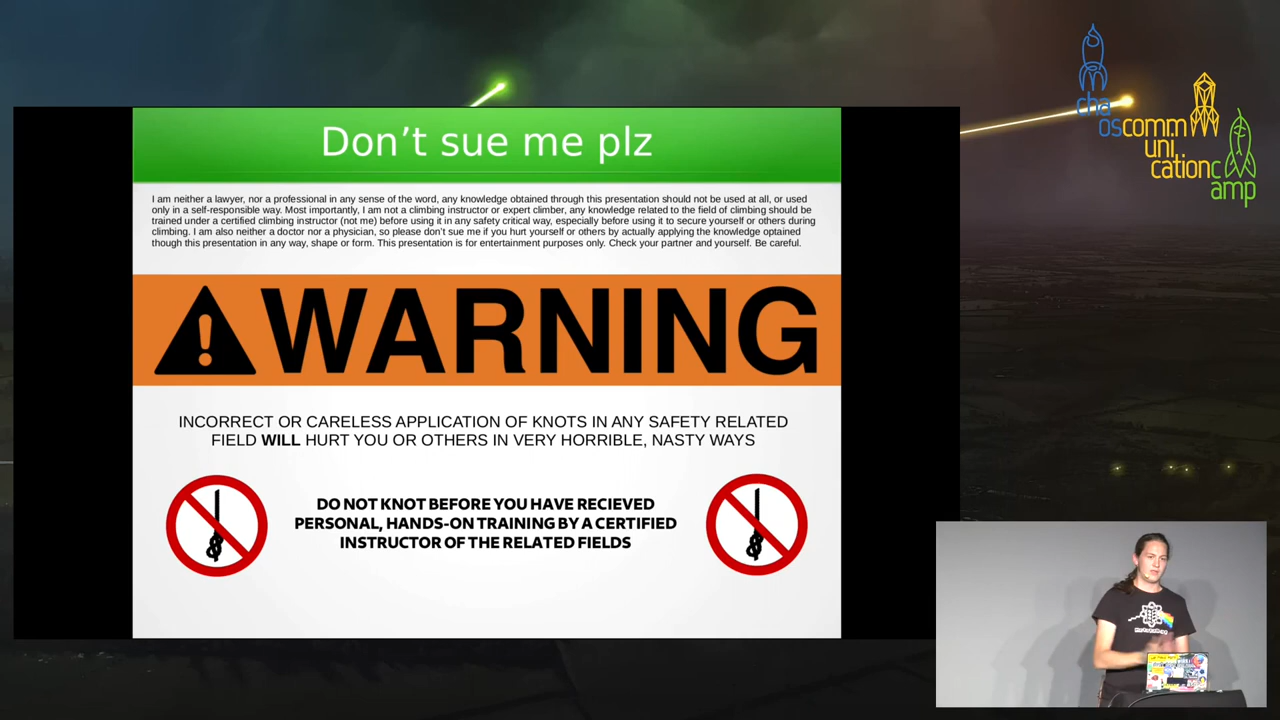 Don't sue me plz
I am neither a lawyer, nor a professional in any sense of the word, any knowledge obtained through this presentation should not be used at all, or used
only in a self-responsible way. Most importantly, I am not a climbing instructor or expert climber, any knowledge related to the field of climbing should be
trained under a certified climbing instructor (not me) before using it in any safety critical way, especially before using it to secure yourself or others during
climbing. I am also neither a doctor nor a physician, so please don't sue me if you hurt yourself or others by actually applying the knowledge optained
though this presentation in any way, shape or form. This presentation is for entertainment purposes only. Check your partner and yourself. Be careful.
WARNING
INCORRECT OR CARELESS APPLICATION OF KNOTS IN ANY SAFETY RELATED
FIELD WILL HURT YOU OR OTHERS IN VERY HORRIBLE, NASTY WAYS
DO NOT KNOT BEFORE YOU HAVE RECIEVED
PERSONAL, HANDS-ON TRAINING BY A CERTIFIED
INSTRUCTOR OF THE RELATED FIELDS
cha
oscomm
uni
cationc
amp